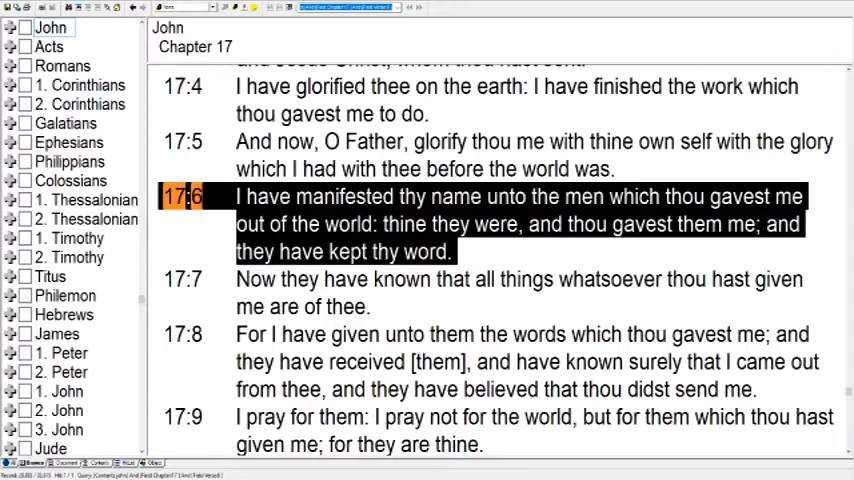 John
Acts
Romans
1. Corinthians
2. Corinthians
Galatians
Ephesians
Philippians
Colossians
1. Thessalonian
2. Thessalonian
1. Timothy
2. Timothy
Titus
Philemon
Hebrews
James
1. Peter
2. Peter
1. John
2. John
3. John
Jude
John
Chapter 17
17:4 I have glorified thee on the earth: I have finished the work which
thou gavest me to do.
17:5 And now, O Father, glorify thou me with thine own self with the glory
which I had with thee before the world was.
17:6 I have manifested thy name unto the men which thou gavest me
out of the world: thine they were, and thou gavest them me; and
they have kept thy word.
17:7 Now they have known that all things whatsoever thou hast given
me are of thee.
17:8 For I have given unto them the words which thou gavest me; and
they have received [them], and have known surely that I came out
from thee, and they have believed that thou didst send me.
17:9 I pray for them: I pray not for the world, but for them which thou hast
given me; for they are thine.
All Browse Document Contents Hit List Object